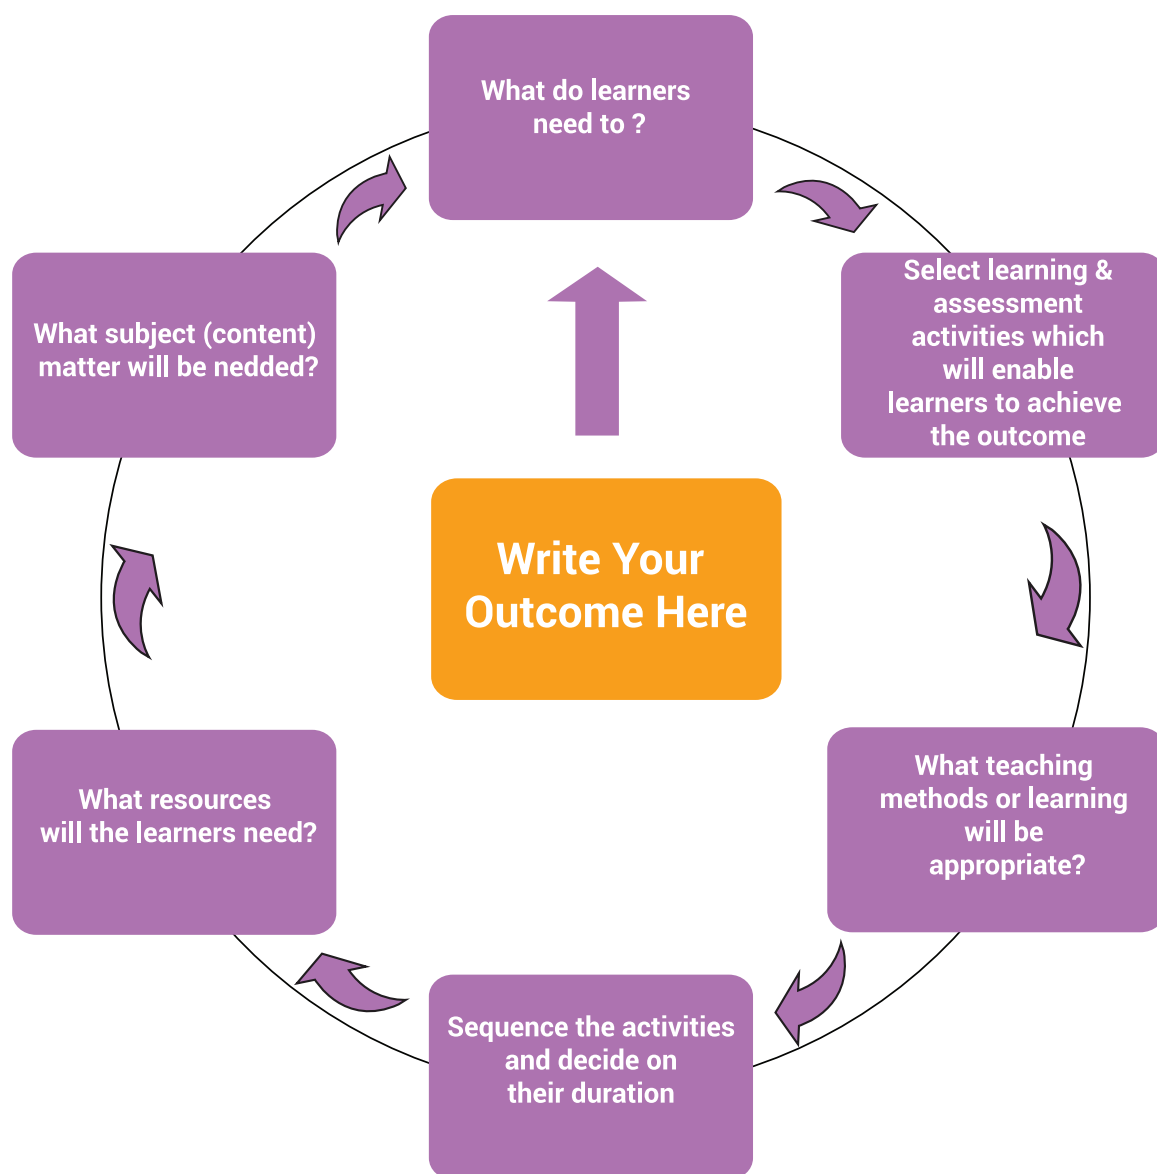 What do learners
need to ?
Select learning &
assessment
activities which
will enable
learners to achieve
the outcome
What teaching
methods or learning
will be
appropriate?
Sequence the activities
and decide on
their duration
What resources
will the learners need?
What subject (content)
matter will be nedded?
Write Your
Outcome Here